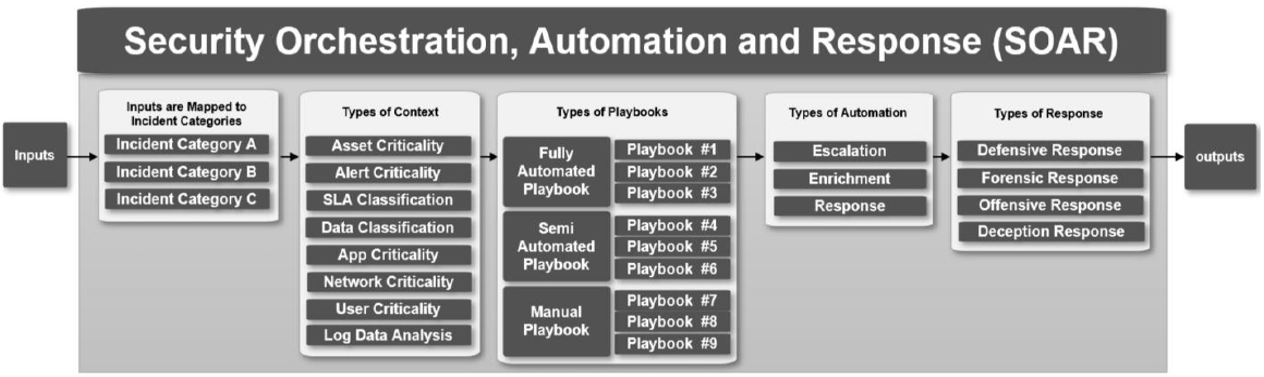 Security Orchestration, Automation and Response (SOAR)
Inputs
Inputs are Mapped to
Incident Categories
Incident Category A
Incident Category B
Incident Category C
Types of Context
Asset Criticality
Alert Criticality
SLA Classification
Data Classification
App Criticality
Network Criticality
User Criticality
Log Data Analysis
Types of Playbooks
Fully
Automated
Playbook
Playbook #1
Playbook #2
Playbook #3
Semi
Automated
Playbook
Playbook #4
Playbook #5
Playbook #6
Manual
Playbook
Playbook #7
Playbook #8
Playbook #9
Types of Automation
Escalation
Enrichment
Response
Types of Response
Defensive Response
Forensic Response
Offensive Response
Deception Response
outputs